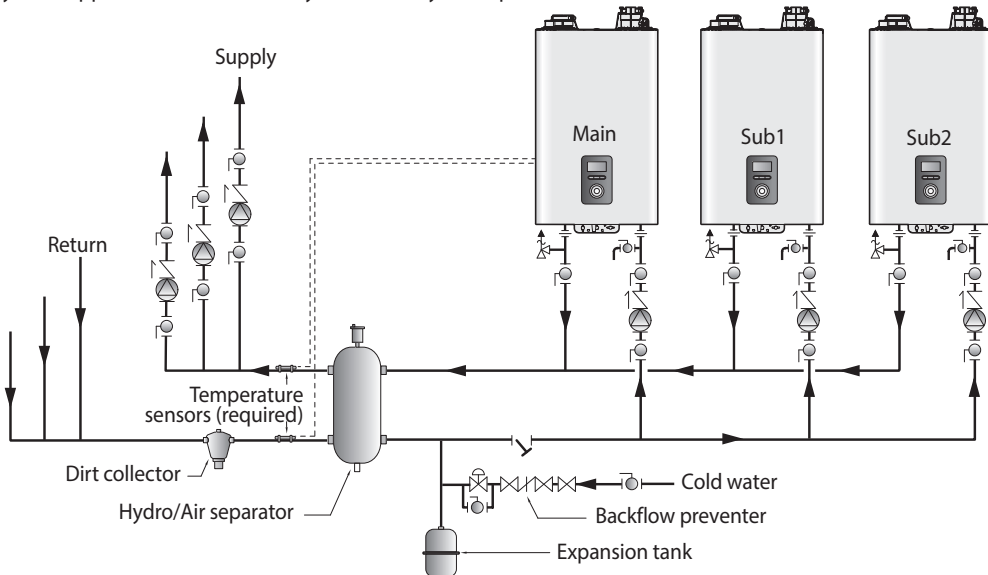 Supply
Main
Sub1
Sub2
Return
Temperature
sensors (required)
Dirt collector
Hydro/Air separator
Cold water
Backflow preventer
Expansion tank